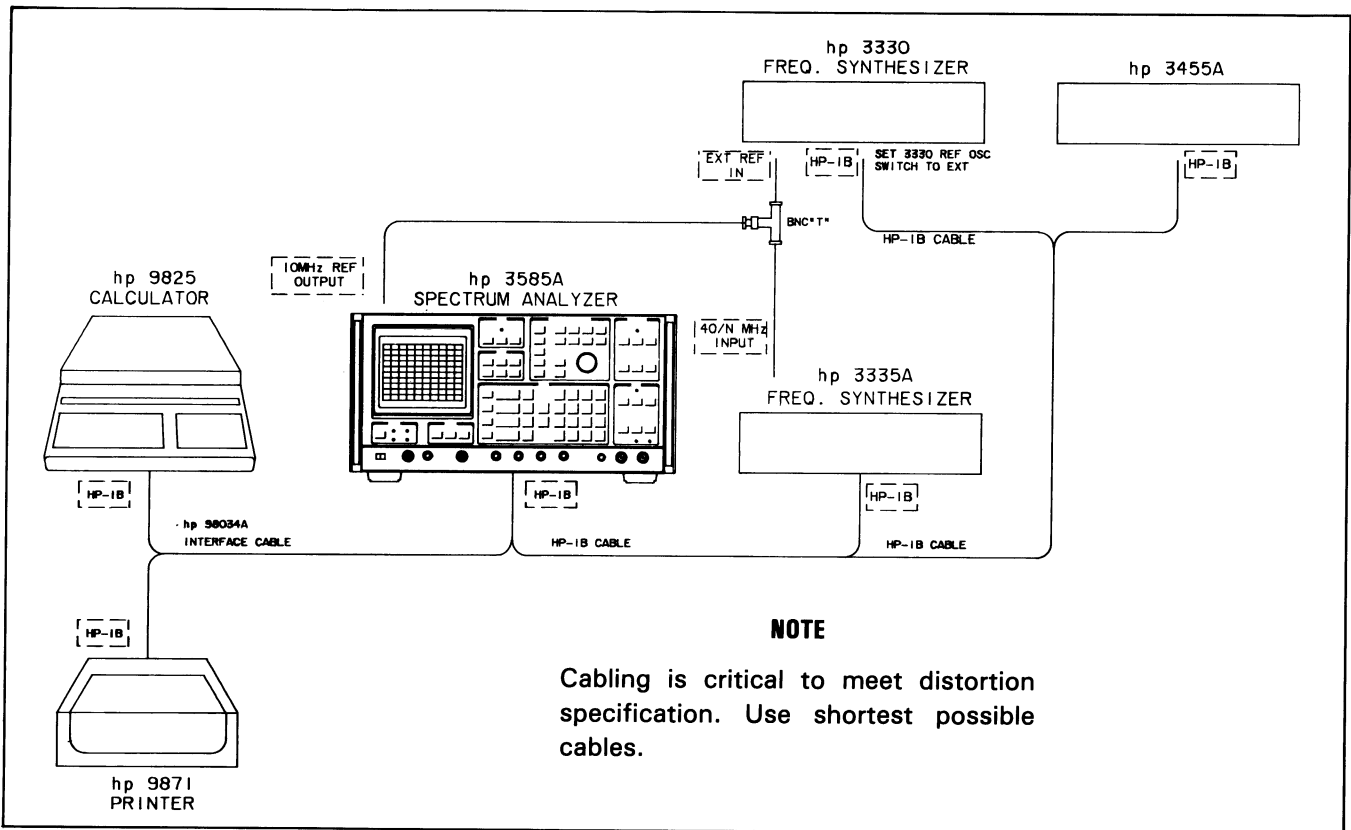 hp 3330
FREQ. SYNTHESIZER
hp 3455A
EXT REF
IN
HP-IB
SET 3330 REF OSC
SWITCH TO EXT
HP-IB
BNC"T"
HP-IB CABLE
10MHz REF
OUTPUT
hp 9825
CALCULATOR
hp 3585A
SPECTRUM ANALYZER
40/N MHz
INPUT
hp 3335A
FREQ. SYNTHESIZER
HP-IB
HP-IB
HP-IB
hp 98034A
INTERFACE CABLE
HP-IB CABLE
HP-IB CABLE
HP-IB
hp 9871
PRINTER
NOTE
Cabling is critical to meet distortion
specification. Use shortest possible
cables.